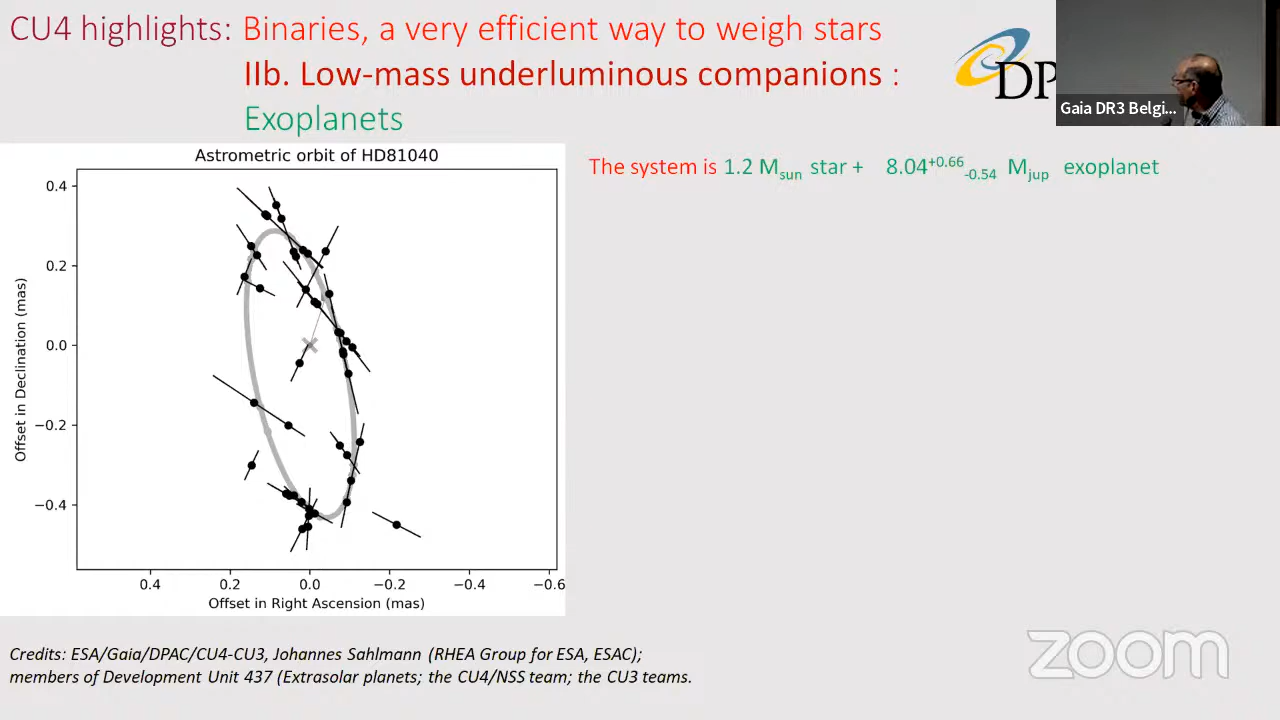 CU4 highlights: Binaries, a very efficient way to weigh stars
IIb. Low-mass underluminous companions :
Exoplanets
DP
Gaia DR3 Belgi...
Astrometric orbit of HD81040
The system is 1.2 Msun star + 8.04+0.66-0.54 Mjup exoplanet
0.4
0.2
0.0
−0.2
−0.4
Offset in Declination (mas)
0.4 0.2 0.0 −0.2 −0.4 −0.6
Offset in Right Ascension (mas)
Credits: ESA/Gaia/DPAC/CU4-CU3, Johannes Sahlmann (RHEA Group for ESA, ESAC);
members of Development Unit 437 (Extrasolar planets; the CU4/NSS team; the CU3 teams.
zoom